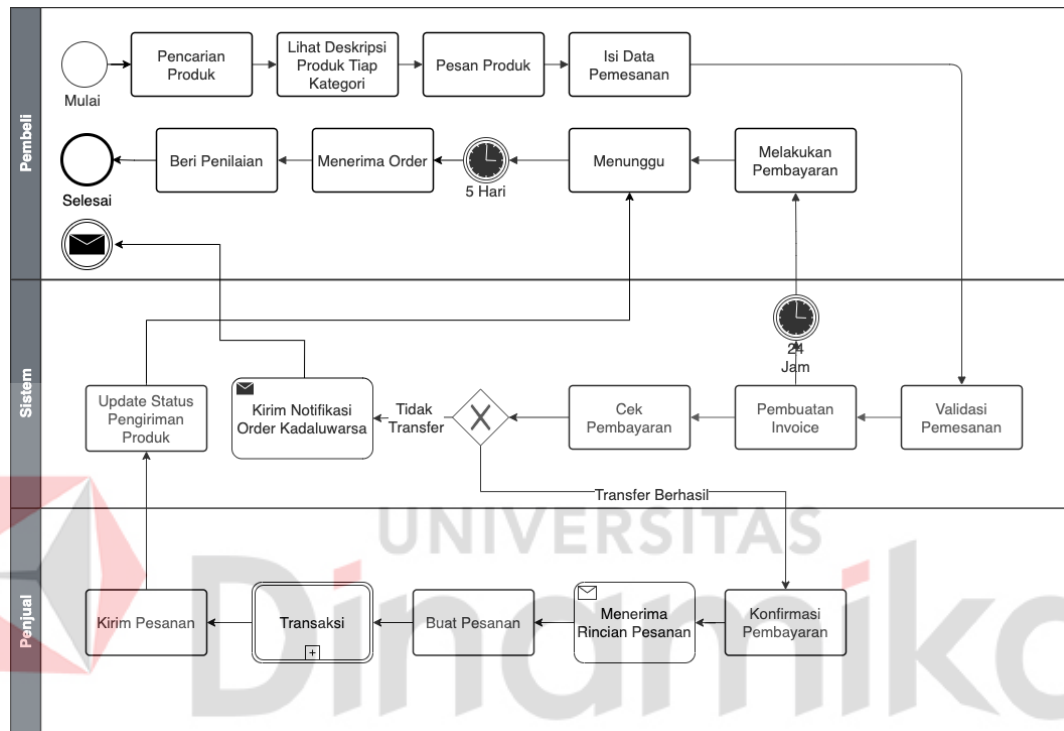 Pembeli
Mulai
Pencarian
Produk
Lihat Deskripsi
Produk Tiap
Kategori
Pesan Produk
Isi Data
Pemesanan
Selesai
Beri Penilaian
Menerima Order
5 Hari
Menunggu
Melakukan
Pembayaran
Sistem
24
Jam
Update Status
Pengiriman
Produk
Kirim Notifikasi
Order Kadaluwarsa
Tidak
Transfer
Cek
Pembayaran
Pembuatan
Invoice
Validasi
Pemesanan
Transfer Berhasil
UNIVERSITAS
Dinamika
Penjual
Kirim Pesanan
Transaksi
Buat Pesanan
Menerima
Rincian Pesanan
Konfirmasi
Pembayaran